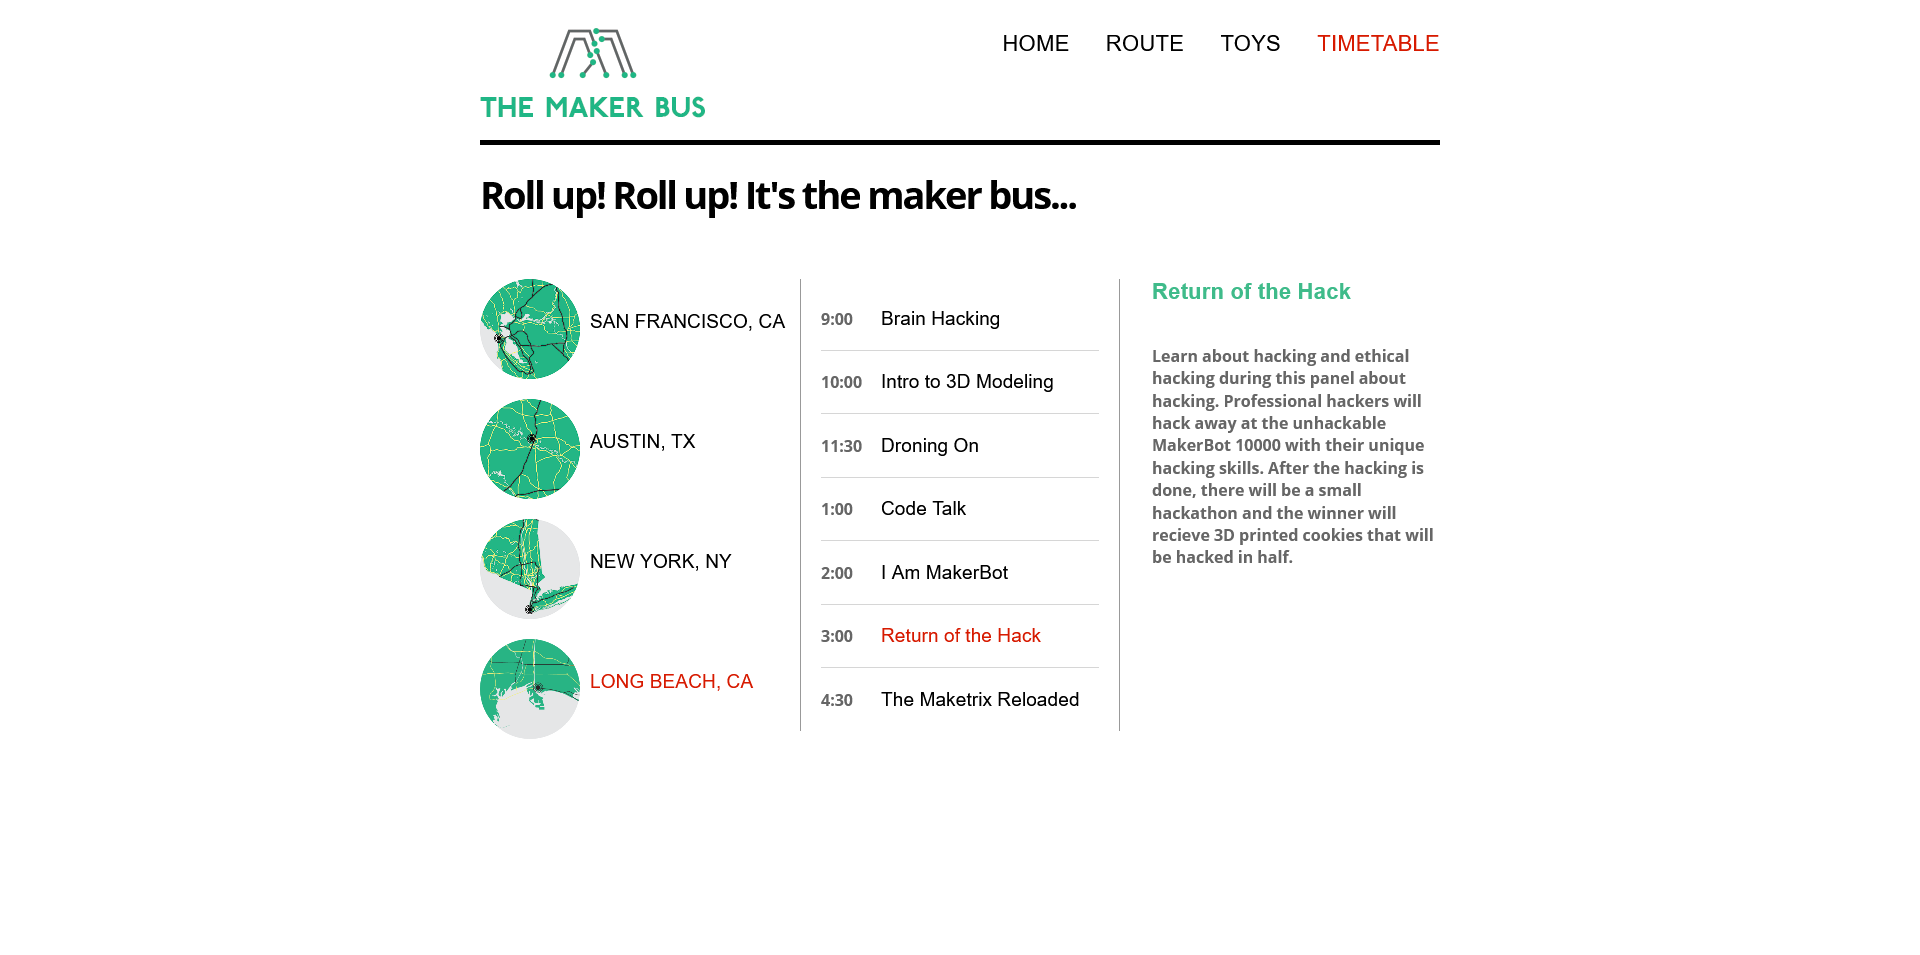 THE MAKER BUS
HOME ROUTE TOYS TIMETABLE
Roll up! Roll up! It's the maker bus...
SAN FRANCISCO, CA
AUSTIN, TX
NEW YORK, NY
LONG BEACH, CA
9:00 Brain Hacking
10:00 Intro to 3D Modeling
11:30 Droning On
1:00 Code Talk
2:00 I Am MakerBot
3:00 Return of the Hack
4:30 The Maketrix Reloaded
Return of the Hack
Learn about hacking and ethical
hacking during this panel about
hacking. Professional hackers will
hack away at the unhackable
MakerBot 10000 with their unique
hacking skills. After the hacking is
done, there will be a small
hackathon and the winner will
recieve 3D printed cookies that will
be hacked in half.